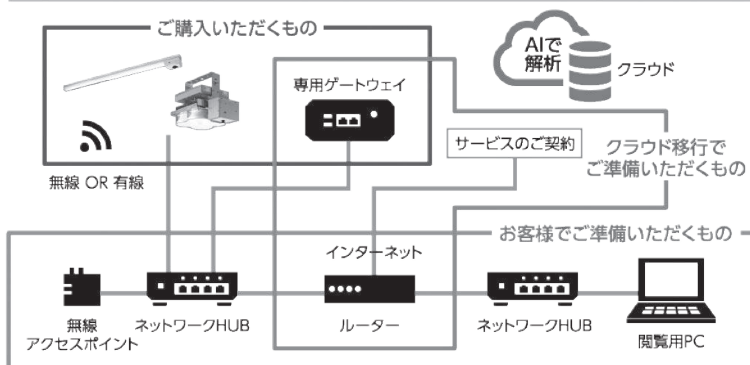 ご購入いただくもの
AIで
解析
クラウド
専用ゲートウェイ
サービスのご契約
クラウド移行で
ご準備いただくもの
無線 OR 有線
お客様でご準備いただくもの
インターネット
無線
アクセスポイント
ネットワークHUB
ルーター
ネットワークHUB
閲覧用PC